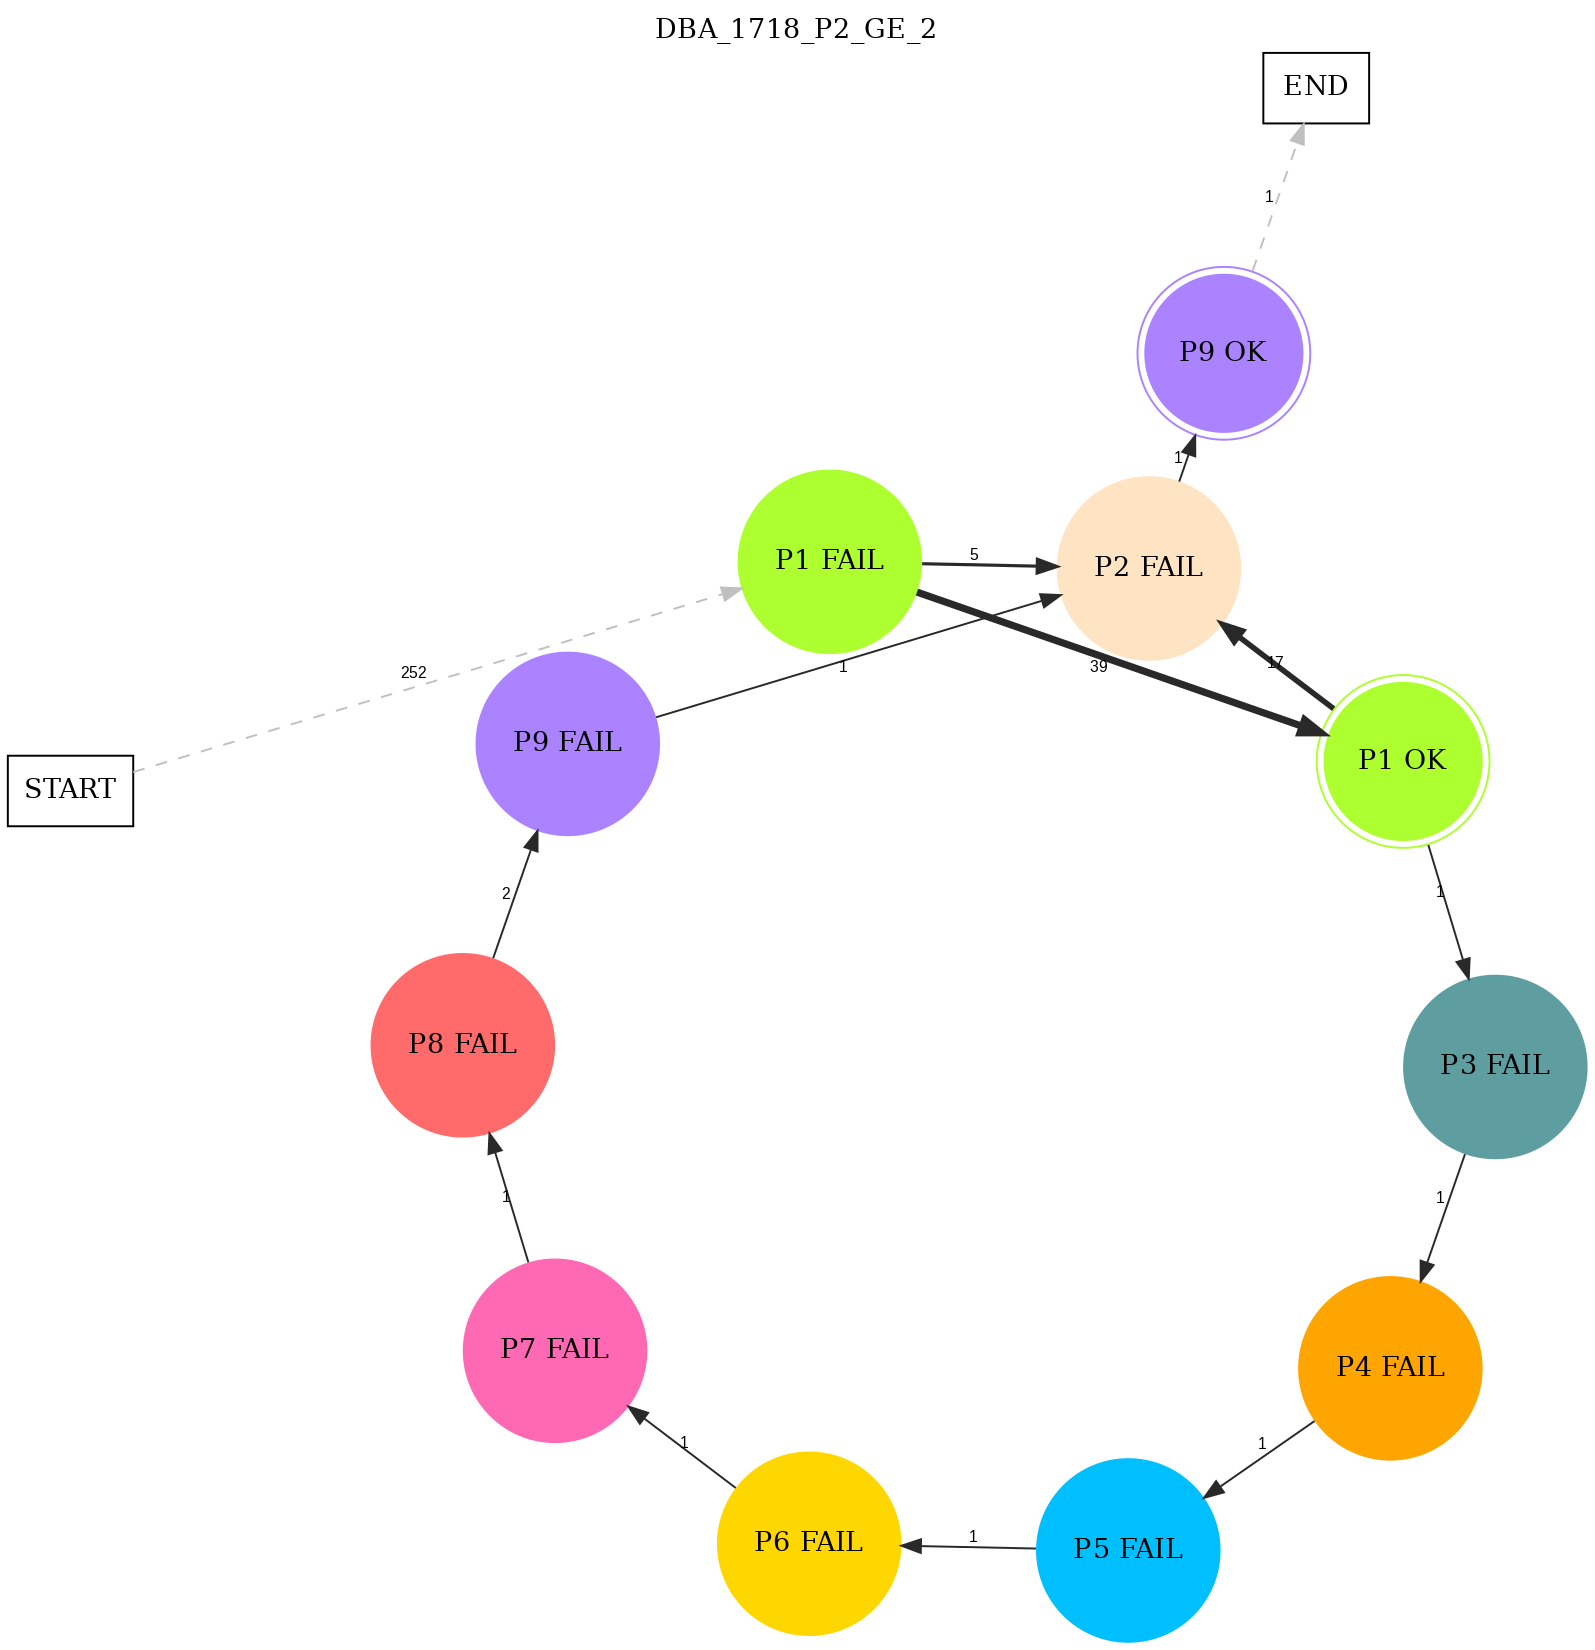 DBA_1718_P2_GE_2
END
1
P9 OK
1
P1 FAIL
5
P2 FAIL
17
39
1
252
P9 FAIL
P1 OK
START
2
1
P8 FAIL
P3 FAIL
1
1
P7 FAIL
P4 FAIL
1
1
1
P6 FAIL
P5 FAIL